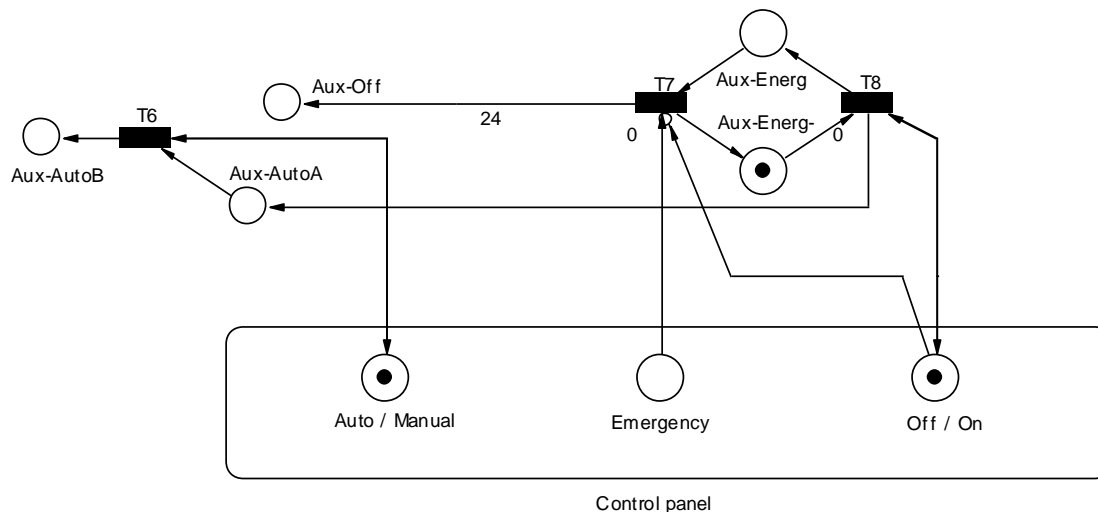 Aux-Off
T7
Aux-Energ
T8
T6
24
0
Aux-Energ-
0
Aux-AutoB
Aux-AutoA
Auto / Manual
Emergency
Off / On
Control panel